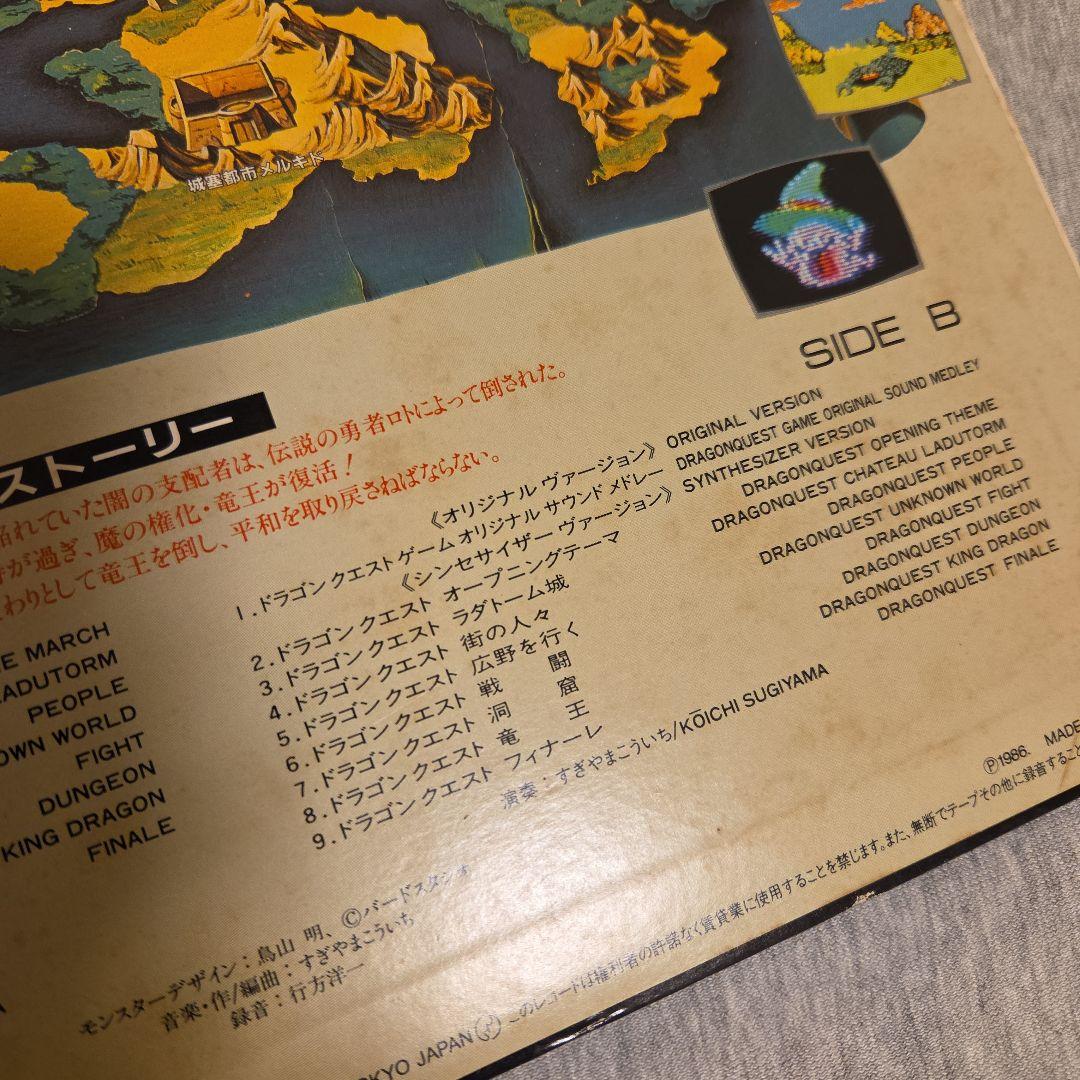 城塞都市メルキド
SIDE B
ストーリー
れていた闇の支配者は、伝説の勇者ロトによって倒された。
が過ぎ、魔の権化・竜王が復活！
わりとして竜王を倒し、平和を取り戻さねばならない。
《オリジナル ヴァージョン》 ORIGINAL VERSION
1.ドラゴン クエスト ゲーム オリジナル サウンド メドレー DRAGONQUEST GAME ORIGINAL SOUND MEDLEY
《シンセサイザー ヴァージョン》 SYNTHESIZER VERSION
2.ドラゴン クエスト オープニングテーマ DRAGONQUEST OPENING THEME
3.ドラゴン クエスト ラダトーム城 DRAGONQUEST CHATEAU LADUTORM
4.ドラゴン クエスト 街の人々 DRAGONQUEST PEOPLE
5.ドラゴン クエスト 広野を行く DRAGONQUEST UNKNOWN WORLD
6.ドラゴン クエスト 戦 闘 DRAGONQUEST FIGHT
7.ドラゴン クエスト 洞 窟 DRAGONQUEST DUNGEON
8.ドラゴン クエスト 竜 王 DRAGONQUEST KING DRAGON
9.ドラゴン クエスト フィナーレ DRAGONQUEST FINALE
演奏：すぎやまこういち/KŌICHI SUGIYAMA
E MARCH
LADUTORM
PEOPLE
OWN WORLD
FIGHT
DUNGEON
KING DRAGON
FINALE
モンスターデザイン：鳥山 明、©バードスタジオ
音楽・作/編曲：すぎやまこういち
録音：行方洋一
Ⓟ1986. MADE
KYO JAPAN このレコードは権利者の許諾なく賃貸業に使用することを禁じます。また、無断でテープその他に録音すること